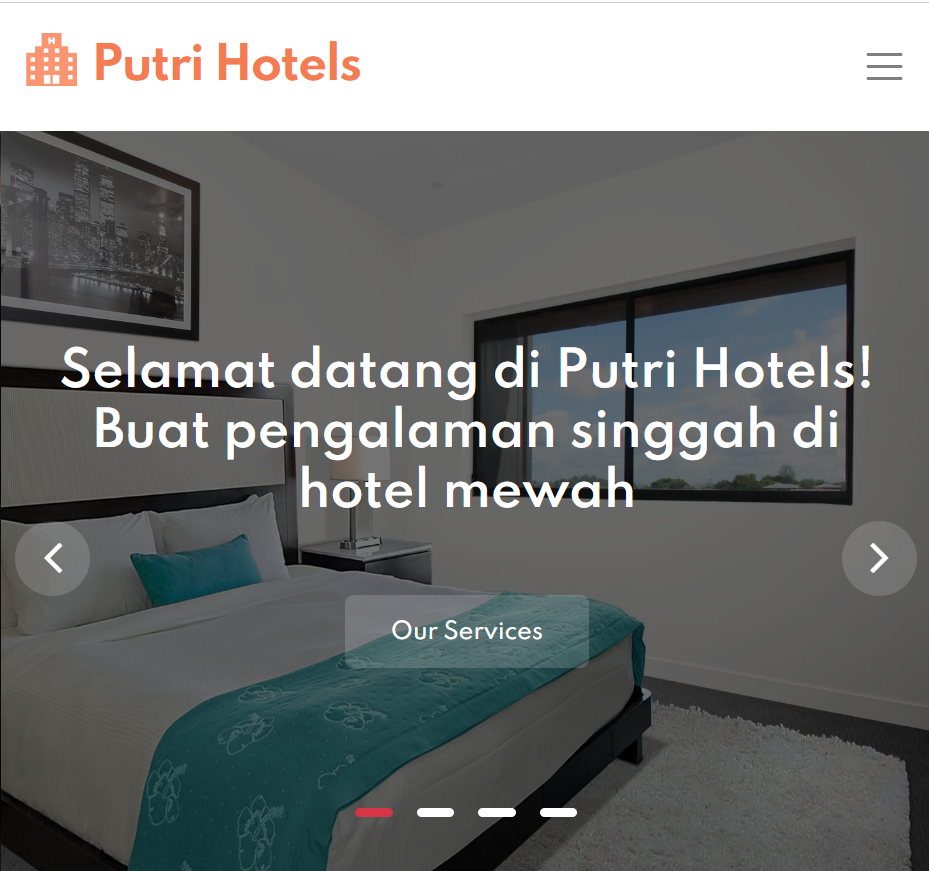 Putri Hotels
Selamat datang di Putri Hotels!
Buat pengalaman singgah di
hotel mewah
Our Services